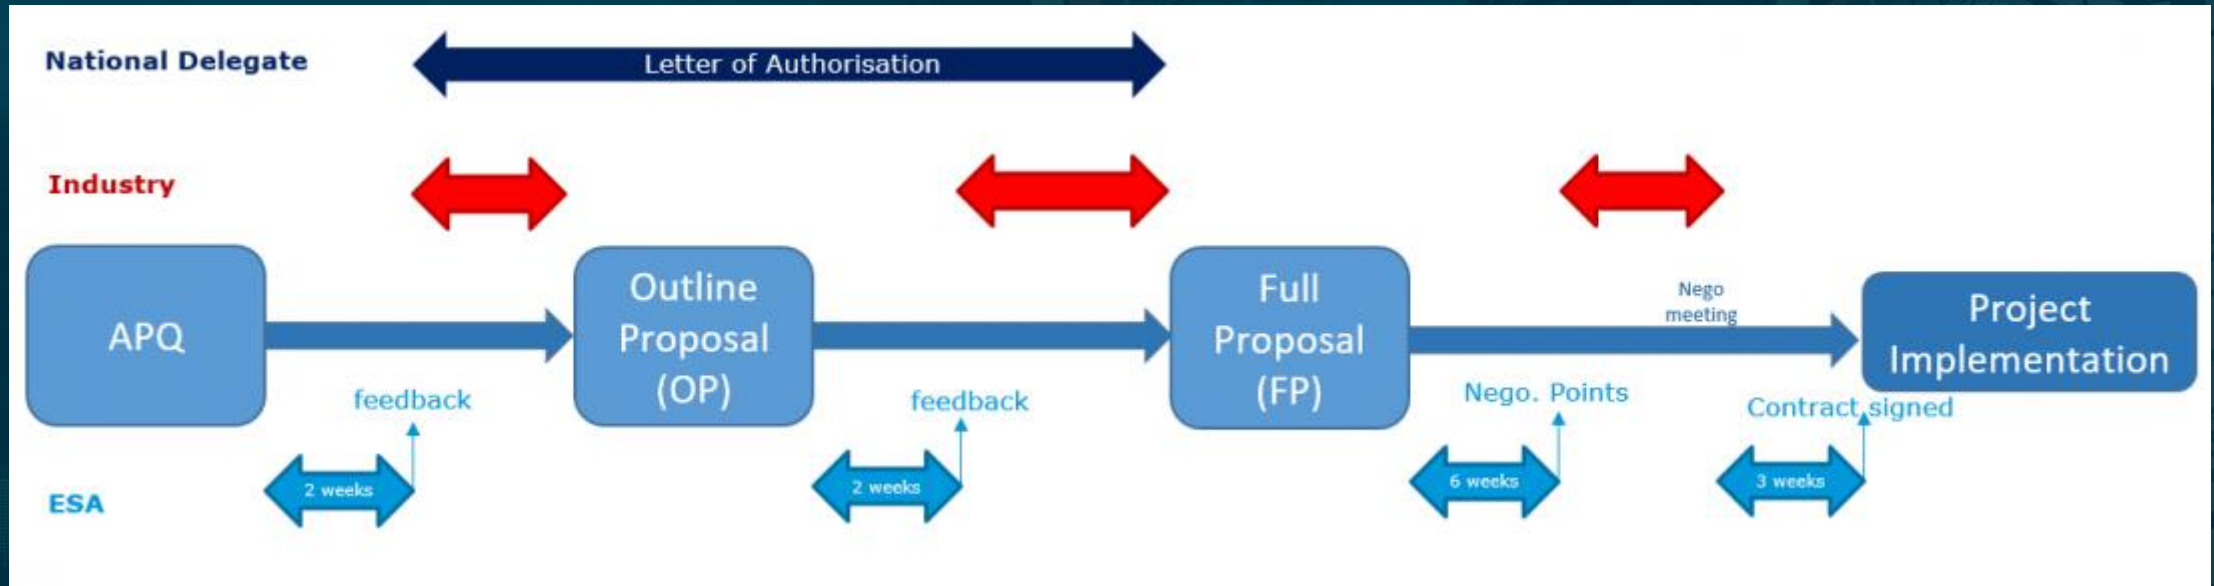 National Delegate
Letter of Authorisation
Industry
APQ
Outline
Proposal
(OP)
Full
Proposal
(FP)
Nego
meeting
Project
Implementation
feedback
feedback
Nego. Points
Contract signed
ESA
2 weeks
2 weeks
6 weeks
3 weeks